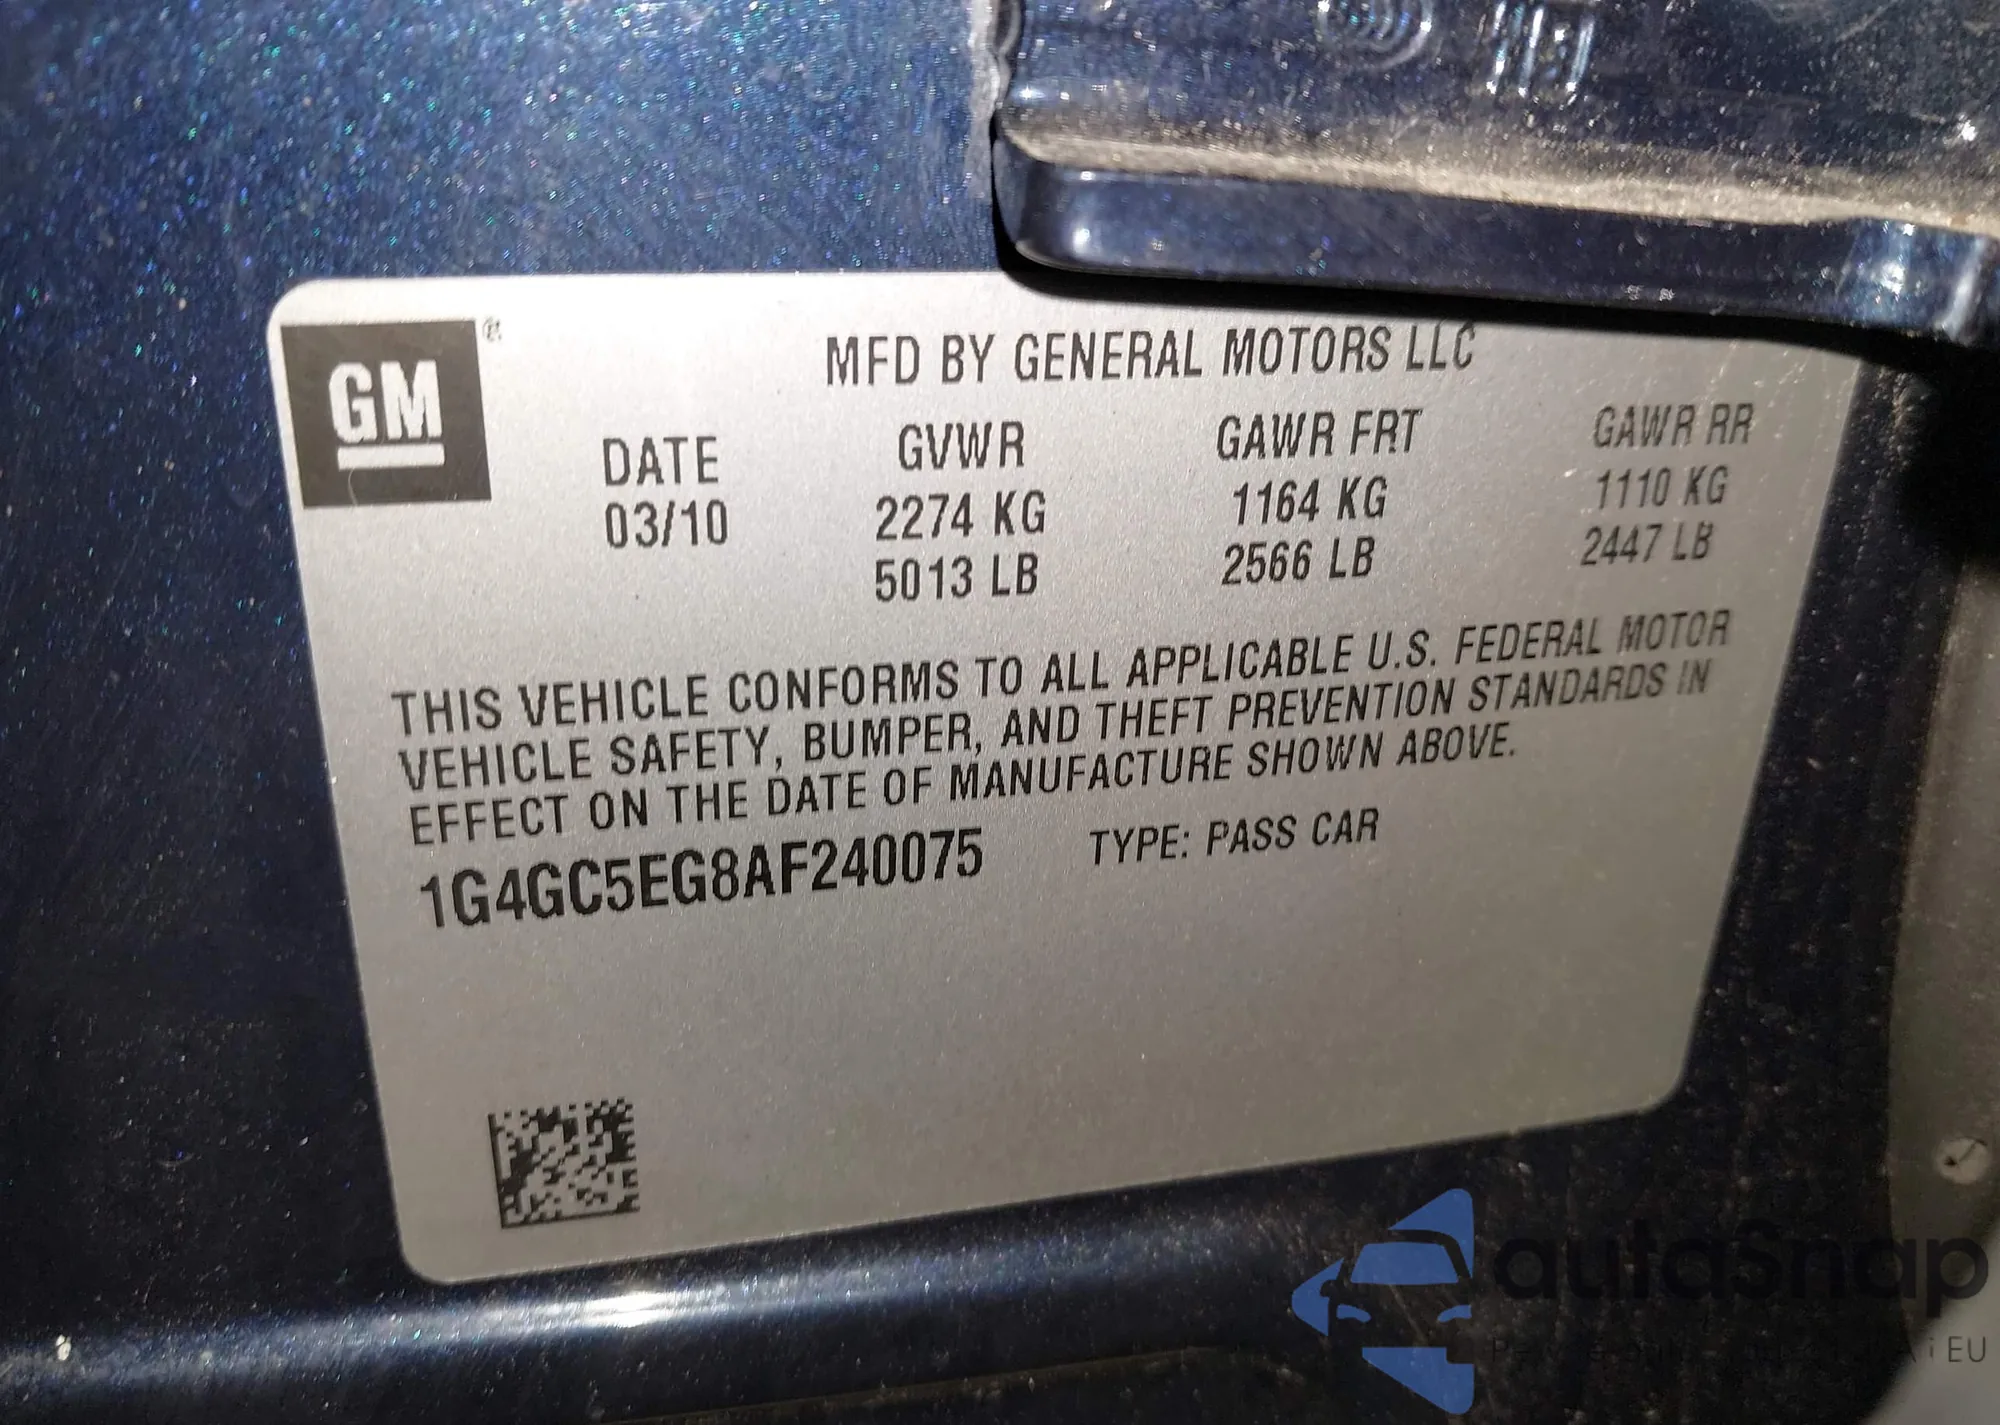 GM ®
MFD BY GENERAL MOTORS LLC
DATE GVWR GAWR FRT GAWR RR
03/10 2274 KG 1164 KG 1110 KG
5013 LB 2566 LB 2447 LB
THIS VEHICLE CONFORMS TO ALL APPLICABLE U.S. FEDERAL MOTOR
VEHICLE SAFETY, BUMPER, AND THEFT PREVENTION STANDARDS IN
EFFECT ON THE DATE OF MANUFACTURE SHOWN ABOVE.
1G4GC5EG8AF240075 TYPE: PASS CAR
autaSnap
EU